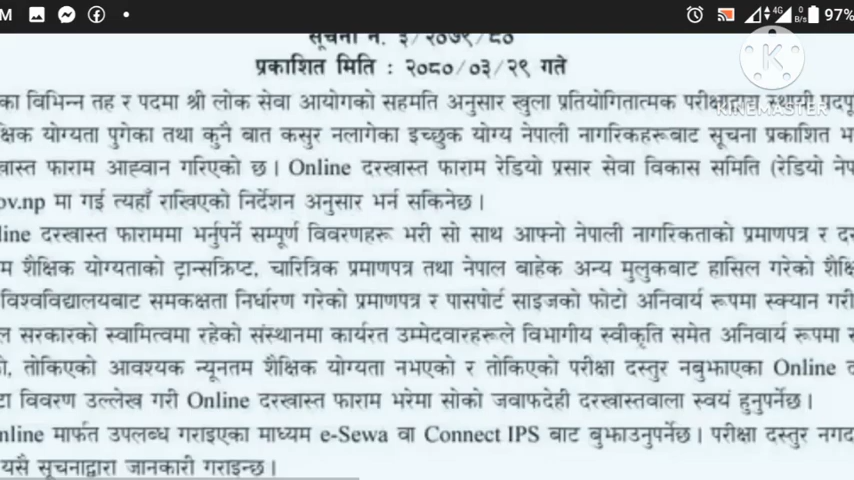 M 4G 0 B/s 97%
सूचना नं. ३/२०७९/८०
प्रकाशित मिति : २०८०/०३/२९ गते
का विभिन्न तह र पदमा श्री लोक सेवा आयोगको सहमति अनुसार खुला प्रतियोगितात्मक परीक्षाद्वारा स्थायी पदपू
क्षिक योग्यता पुगेका तथा कुनै बात कसुर नलागेका इच्छुक योग्य नेपाली नागरिकहरूबाट सूचना प्रकाशित भ
खास्त फाराम आह्वान गरिएको छ। Online दरखास्त फाराम रेडियो प्रसार सेवा विकास समिति (रेडियो नेप
ov.np मा गई त्यहाँ राखिएको निर्देशन अनुसार भर्न सकिनेछ।
line दरखास्त फाराममा भर्नुपर्ने सम्पूर्ण विवरणहरू भरी सो साथ आफ्नो नेपाली नागरिकताको प्रमाणपत्र र द
म शैक्षिक योग्यताको ट्रान्सक्रिप्ट, चारित्रिक प्रमाणपत्र तथा नेपाल बाहेक अन्य मुलुकबाट हासिल गरेको शैक्षि
विश्वविद्यालयबाट समकक्षता निर्धारण गरेको प्रमाणपत्र र पासपोर्ट साइजको फोटो अनिवार्य रूपमा स्क्यान गरी
ल सरकारको स्वामित्वमा रहेको संस्थानमा कार्यरत उम्मेदवारहरूले विभागीय स्वीकृति समेत अनिवार्य रूपमा स
को, तोकिएको आवश्यक न्यूनतम शैक्षिक योग्यता नभएको र तोकिएको परीक्षा दस्तुर नबुझाएका Online द
टा विवरण उल्लेख गरी Online दरखास्त फाराम भरेमा सोको जवाफदेही दरखास्तवाला स्वयं हुनुपर्नेछ।
nline मार्फत उपलब्ध गराइएका माध्यम e-Sewa वा Connect IPS बाट बुझाउनुपर्नेछ। परीक्षा दस्तुर नगद
यसै सूचनाद्वारा जानकारी गराइन्छ।
KINEMASTER